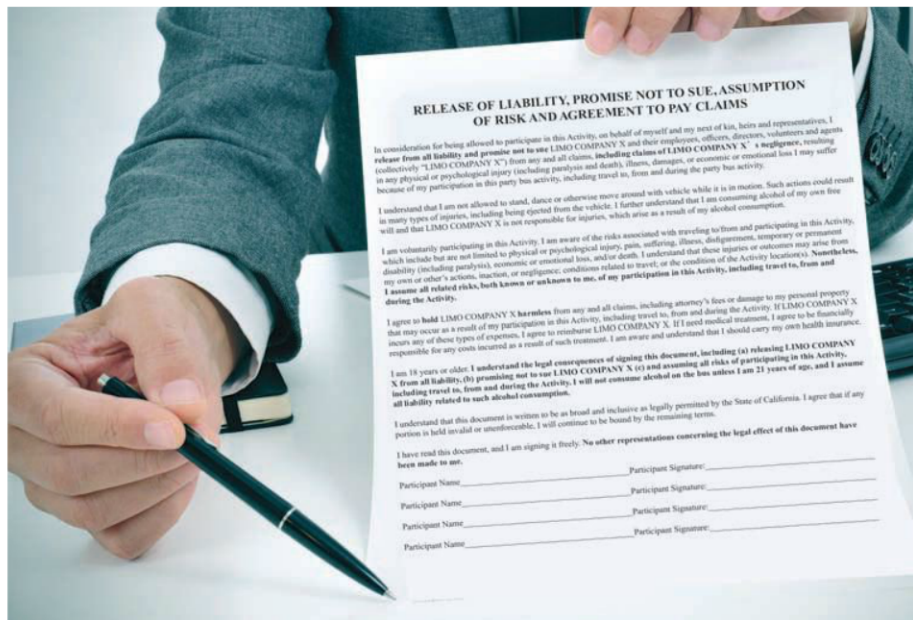 RELEASE OF LIABILITY, PROMISE NOT TO SUE, ASSUMPTION
OF RISK AND AGREEMENT TO PAY CLAIMS
In consideration for being allowed to participate in this Activity, on behalf of myself and my next of kin, heirs and representatives, I
release from all liability and promise not to sue LIMO COMPANY X and their employees, officers, directors, volunteers and agents
(collectively “LIMO COMPANY X”) from any and all claims, including claims of LIMO COMPANY X’ s negligence, resulting
in any physical or psychological injury (including paralysis and death), illness, damages, or economic or emotional loss I may suffer
because of my participation in this party bus activity, including travel to, from and during the party bus activity.
I understand that I am not allowed to stand, dance or otherwise move around with vehicle while it is in motion. Such actions could result
in many types of injuries, including being ejected from the vehicle. I further understand that I am consuming alcohol of my own free
will and that LIMO COMPANY X is not responsible for injuries, which arise as a result of my alcohol consumption.
I am voluntarily participating in this Activity. I am aware of the risks associated with traveling to/from and participating in this Activity,
which include but are not limited to physical or psychological injury, pain, suffering, illness, disfigurement, temporary or permanent
disability (including paralysis), economic or emotional loss, and/or death. I understand that these injuries or outcomes may arise from
my own or other’s actions, inaction, or negligence; conditions related to travel; or the condition of the Activity location(s). Nonetheless,
I assume all related risks, both known or unknown to me, of my participation in this Activity, including travel to, from and
during the Activity.
I agree to hold LIMO COMPANY X harmless from any and all claims, including attorney’s fees or damage to my personal property
that may occur as a result of my participation in this Activity, including travel to, from and during the Activity. If LIMO COMPANY X
incurs any of these types of expenses, I agree to reimburse LIMO COMPANY X. If I need medical treatment, I agree to be financially
responsible for any costs incurred as a result of such treatment. I am aware and understand that I should carry my own health insurance.
I am 18 years or older. I understand the legal consequences of signing this document, including (a) releasing LIMO COMPANY
X from all liability, (b) promising not to sue LIMO COMPANY X (c) and assuming all risks of participating in this Activity,
including travel to, from and during the Activity. I will not consume alcohol on the bus unless I am 21 years of age, and I assume
all liability related to such alcohol consumption.
I understand that this document is written to be as broad and inclusive as legally permitted by the State of California. I agree that if any
portion is held invalid or unenforceable, I will continue to be bound by the remaining terms.
I have read this document, and I am signing it freely. No other representations concerning the legal effect of this document have
been made to me.
Participant Name Participant Signature:
Participant Name Participant Signature:
Participant Name Participant Signature:
Participant Name Participant Signature: